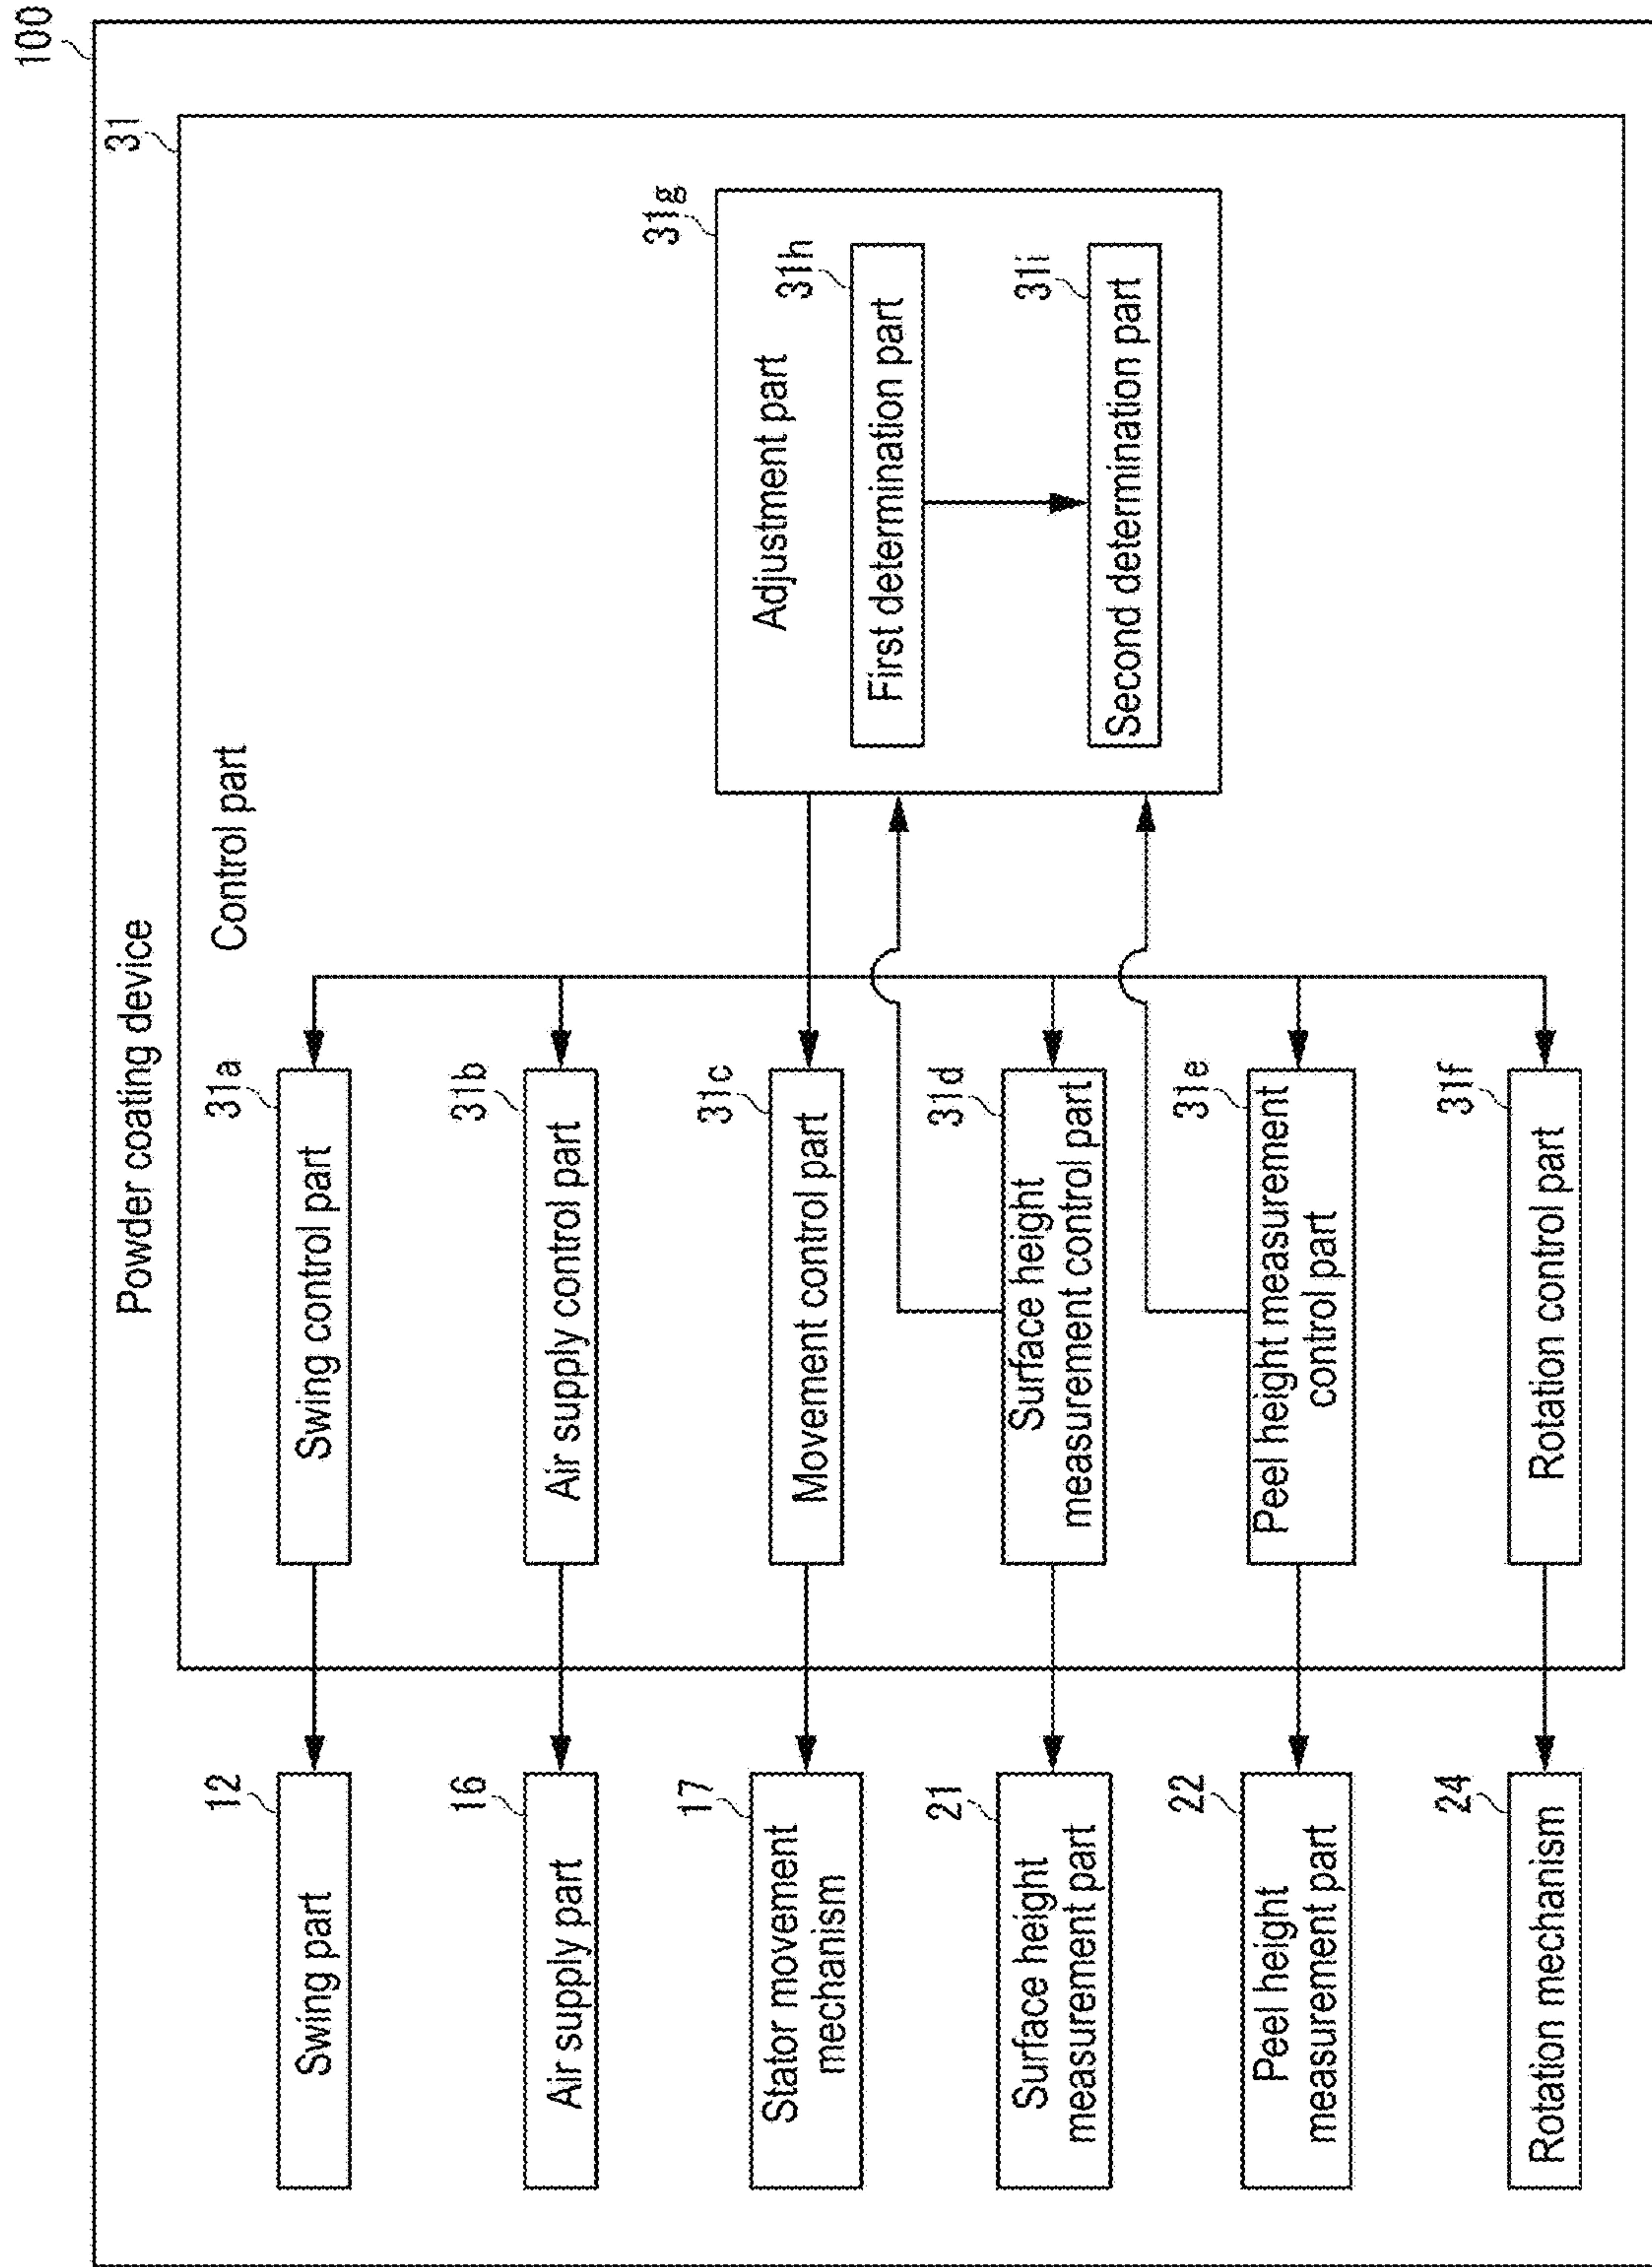 100
Powder coating device
31
Control part
12
Swing part
31a
Swing control part
16
Air supply part
31b
Air supply control part
17
Stator movement
mechanism
31c
Movement control part
31g
Adjustment part
31h
First determination part
31i
Second determination part
21
Surface height
measurement part
31d
Surface height
measurement control part
22
Peel height
measurement part
31e
Peel height measurement
control part
24
Rotation mechanism
31f
Rotation control part